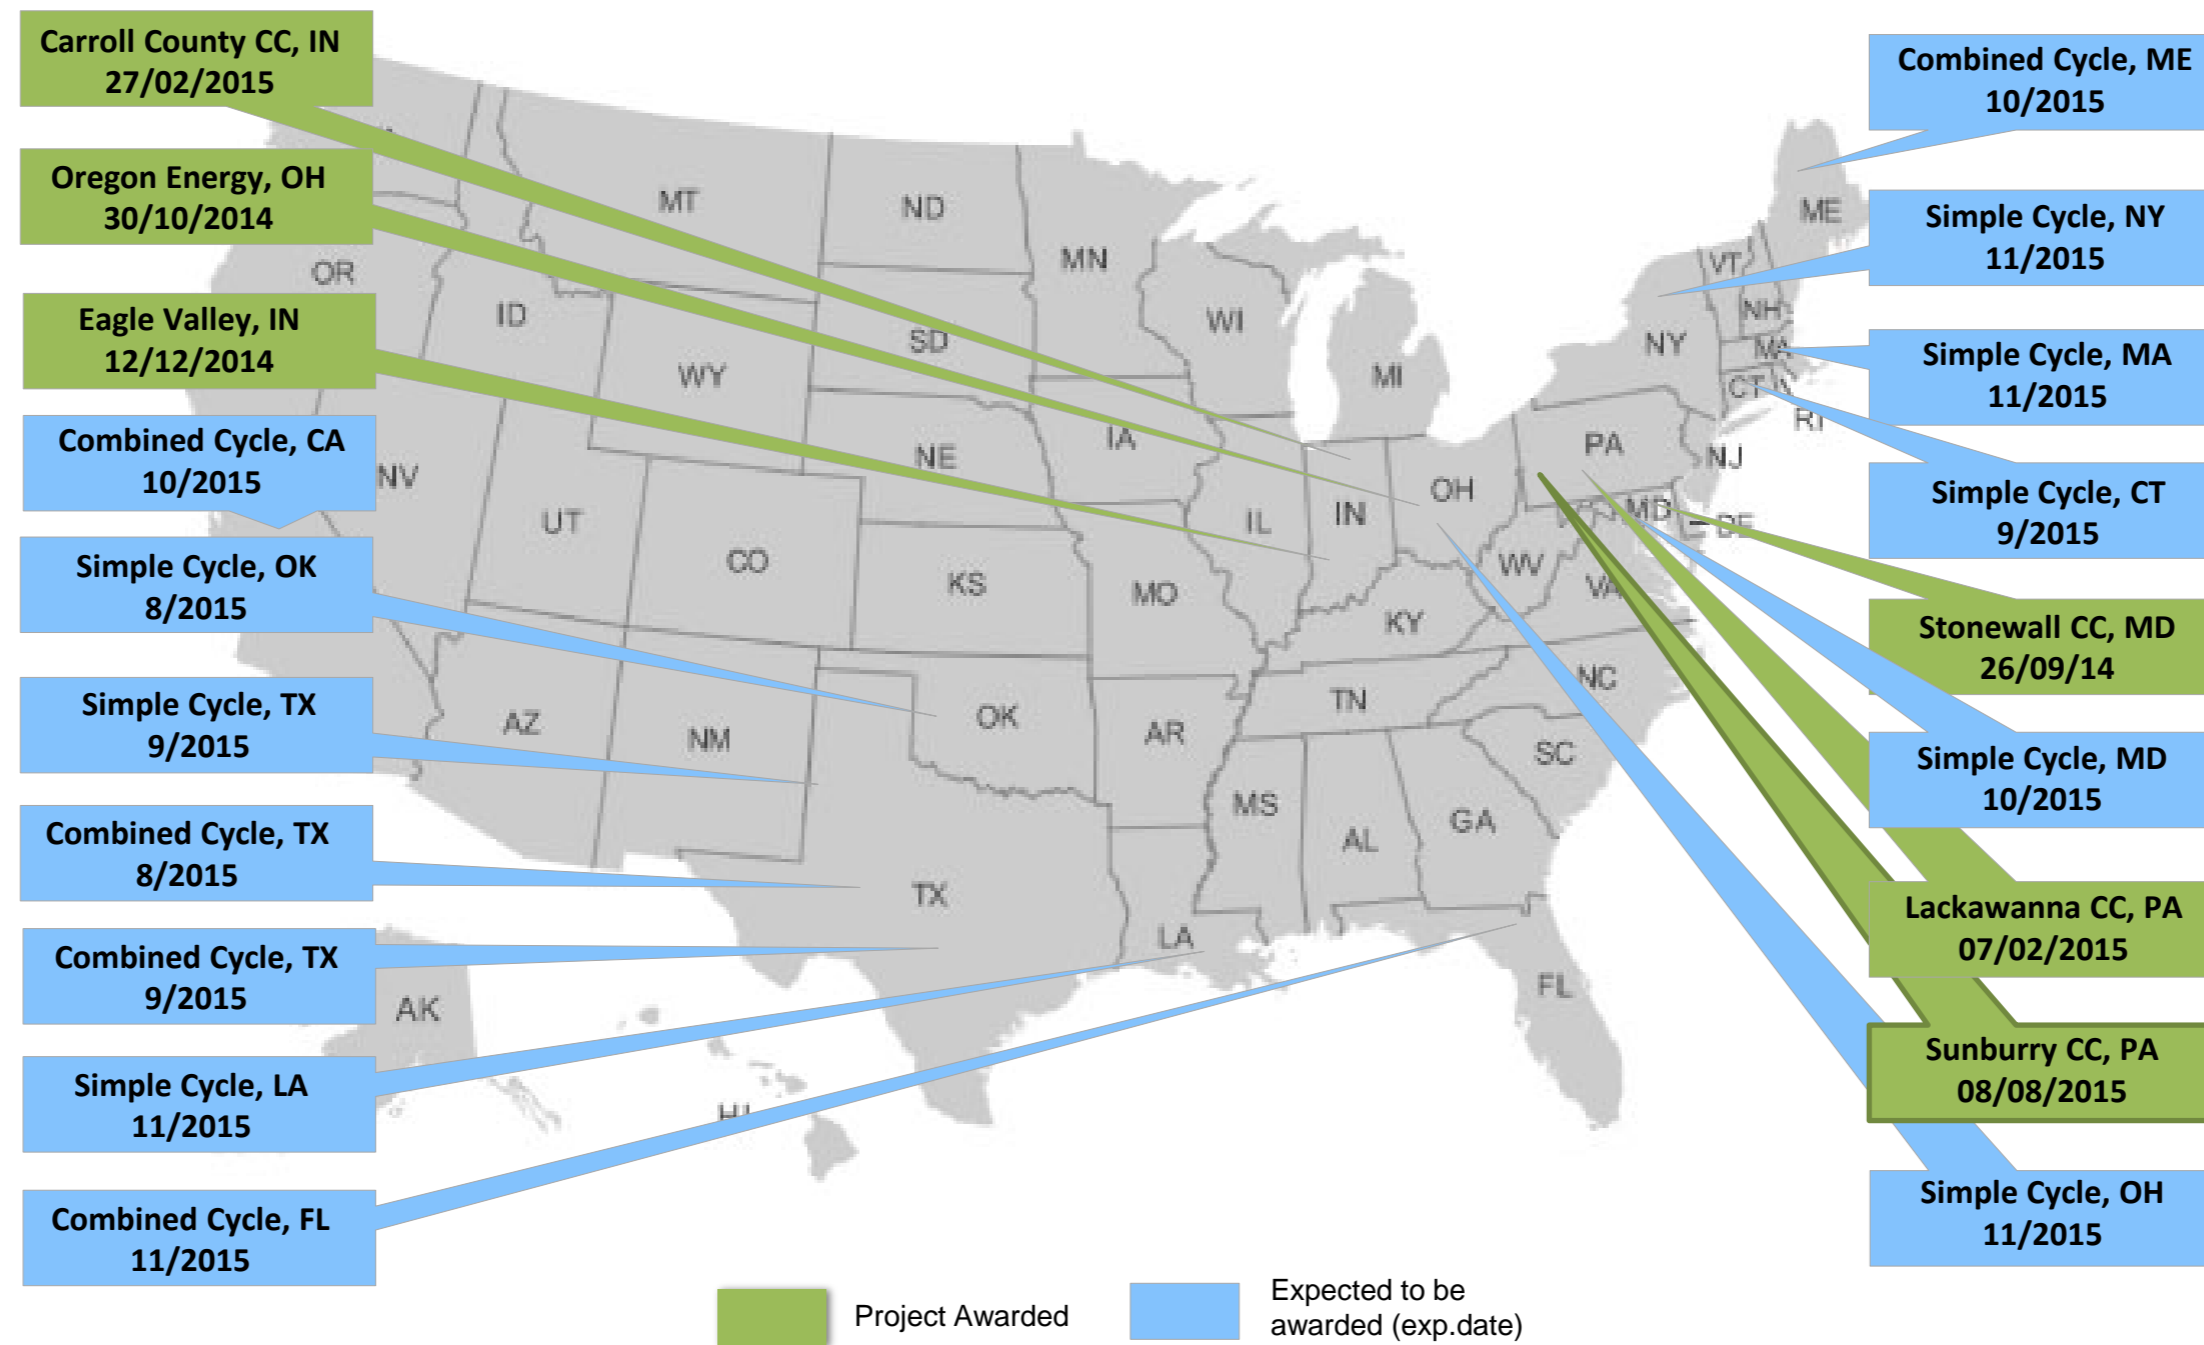 Carroll County CC, IN
27/02/2015
Oregon Energy, OH
30/10/2014
Eagle Valley, IN
12/12/2014
Combined Cycle, CA
10/2015
Simple Cycle, OK
8/2015
Simple Cycle, TX
9/2015
Combined Cycle, TX
8/2015
Combined Cycle, TX
9/2015
Simple Cycle, LA
11/2015
Combined Cycle, FL
11/2015
OR
MT
ND
MN
ID
SD
WI
WY
MI
NV
NE
IA
UT
CO
KS
MO
IL
IN
OH
KY
WV
VA
PA
NY
VT
NH
ME
MA
CT
RI
NJ
MD
DE
AZ
NM
OK
AR
TN
NC
SC
MS
AL
GA
TX
LA
FL
AK
HI
Combined Cycle, ME
10/2015
Simple Cycle, NY
11/2015
Simple Cycle, MA
11/2015
Simple Cycle, CT
9/2015
Stonewall CC, MD
26/09/14
Simple Cycle, MD
10/2015
Lackawanna CC, PA
07/02/2015
Sunburry CC, PA
08/08/2015
Simple Cycle, OH
11/2015
Project Awarded
Expected to be
awarded (exp.date)